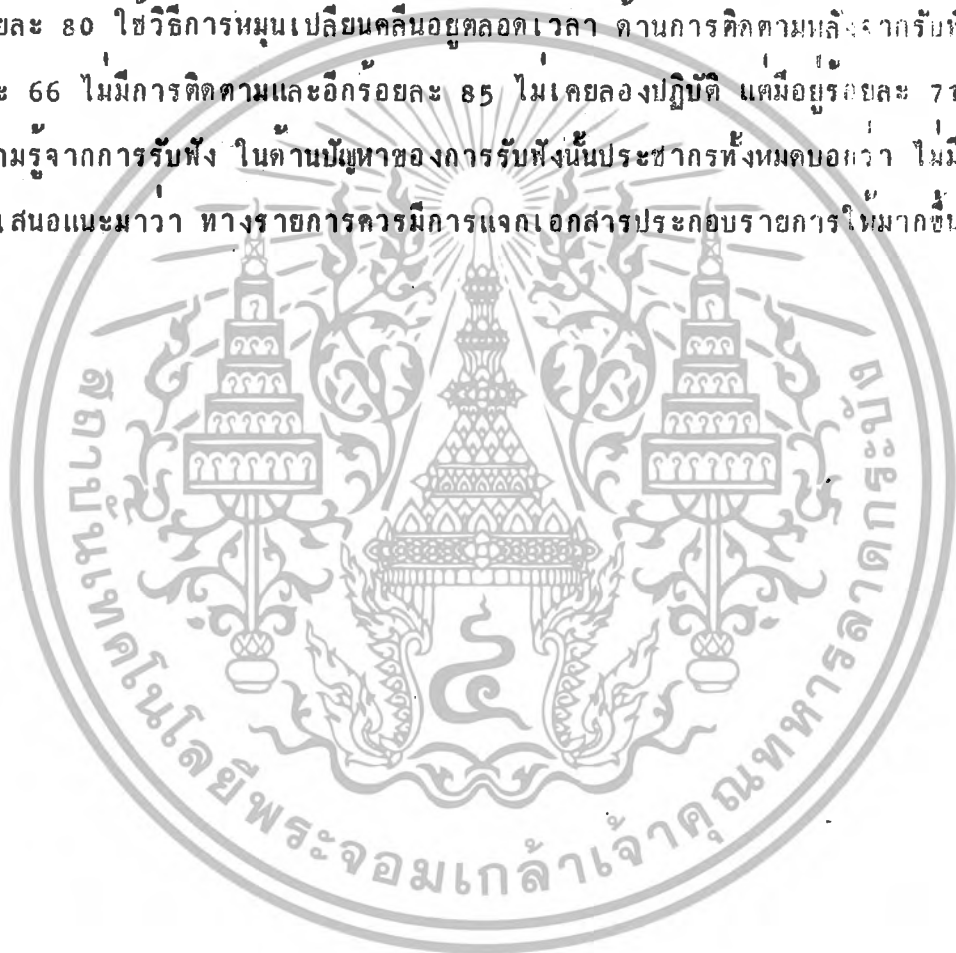 ยละ 80 ใช้วิธีการหมุนเปลี่ยนคลื่นอยู่ตลอดเวลา ด้านการติดตามหลังจากรับฟั
ะ 66 ไม่มีการติดตามและอีกร้อยละ 85 ไม่เคยลองปฏิบัติ แต่มีอยู่ร้อยละ
ามรู้จากการรับฟัง ในด้านปัญหาของการรับฟังนั้นประชากรทั้งหมดบอกว่า ไม่มี
เสนอแนะมาว่า ทางรายการควรมีการแจกเอกสารประกอบรายการให้มากขึ้น
สถาบันเทคโนโลยีพระจอมเกล้าเจ้าคุณทหารลาดกระบัง
๔